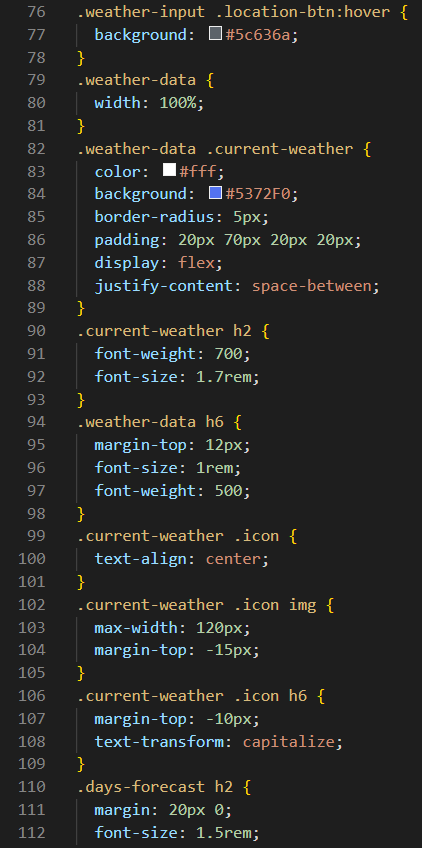 76 .weather-input .location-btn:hover {
77 background: #5c636a;
78 }
79 .weather-data {
80 width: 100%;
81 }
82 .weather-data .current-weather {
83 color: #fff;
84 background: #5372F0;
85 border-radius: 5px;
86 padding: 20px 70px 20px 20px;
87 display: flex;
88 justify-content: space-between;
89 }
90 .current-weather h2 {
91 font-weight: 700;
92 font-size: 1.7rem;
93 }
94 .weather-data h6 {
95 margin-top: 12px;
96 font-size: 1rem;
97 font-weight: 500;
98 }
99 .current-weather .icon {
100 text-align: center;
101 }
102 .current-weather .icon img {
103 max-width: 120px;
104 margin-top: -15px;
105 }
106 .current-weather .icon h6 {
107 margin-top: -10px;
108 text-transform: capitalize;
109 }
110 .days-forecast h2 {
111 margin: 20px 0;
112 font-size: 1.5rem;